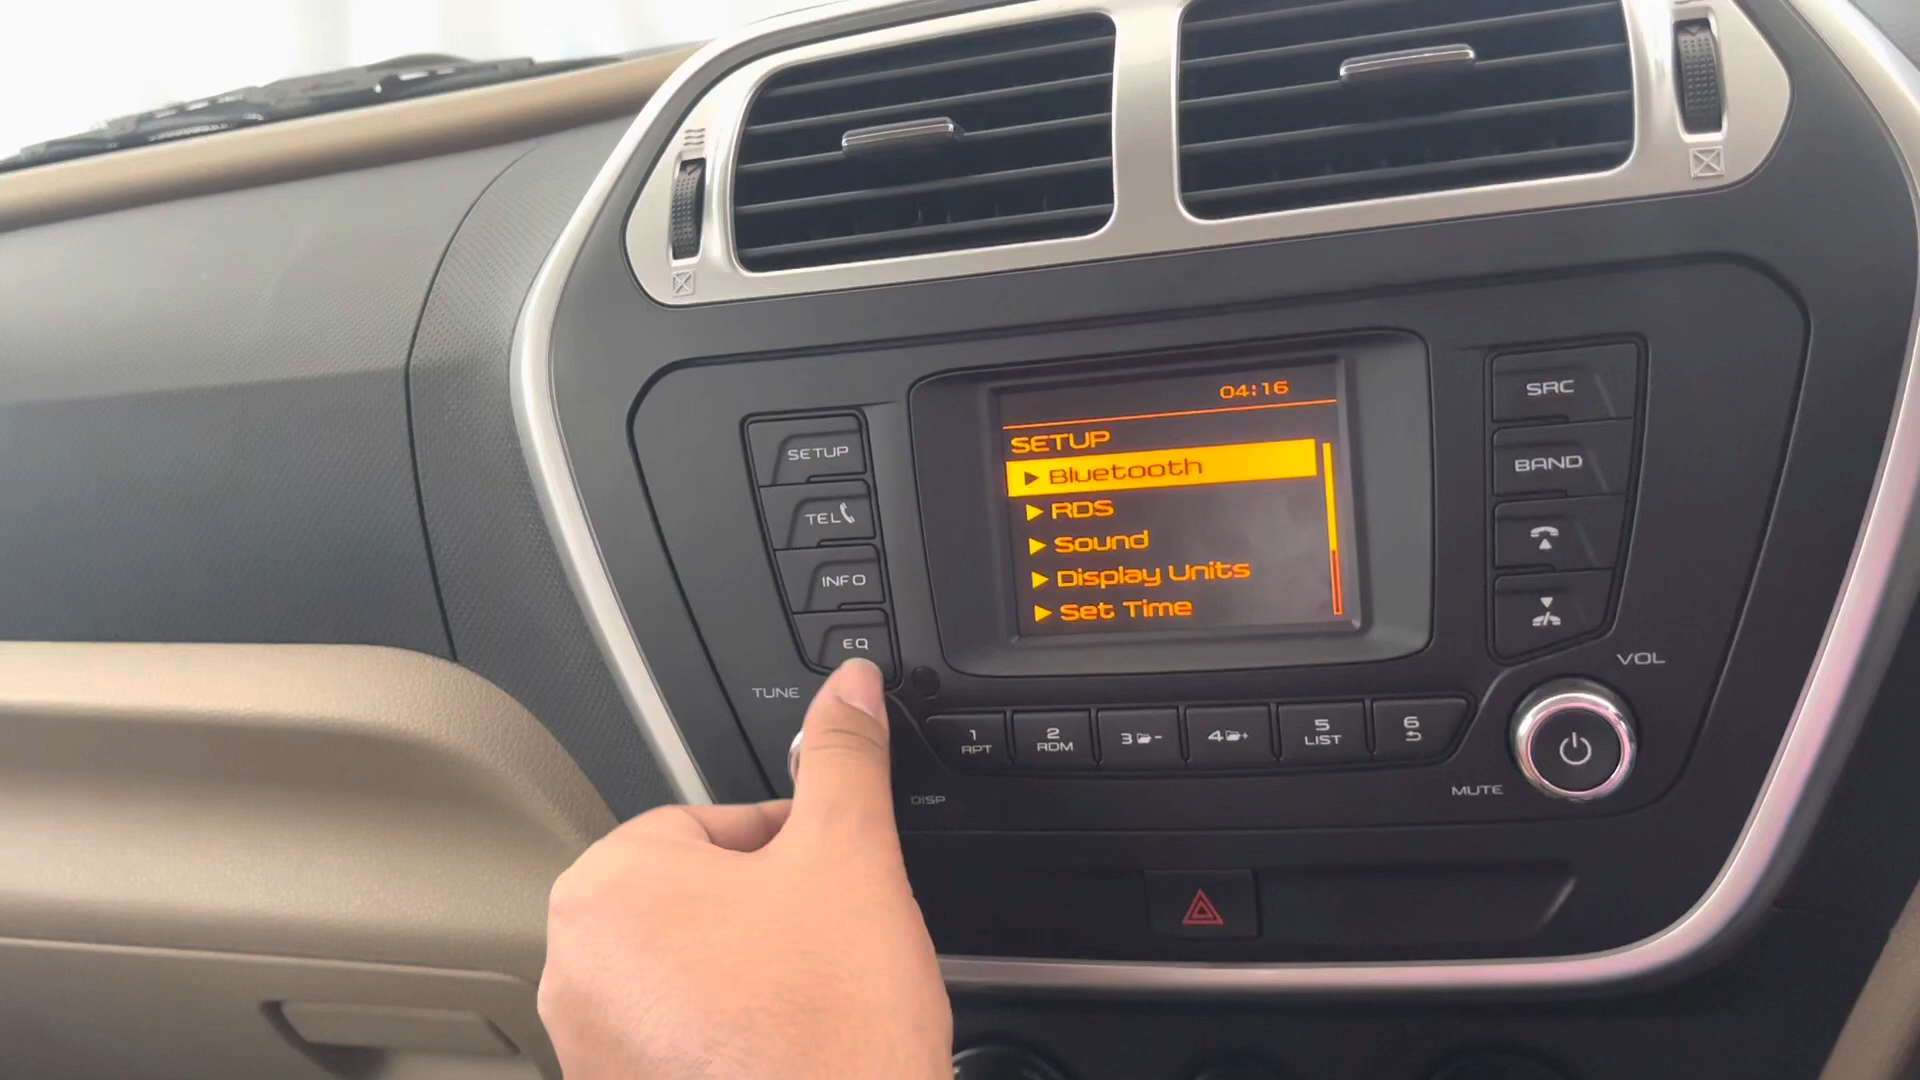 04:16
SETUP
Bluetooth
RDS
Sound
Display Units
Set Time
SETUP
TEL
INFO
EQ
TUNE
DISP
1
RPT
2
RDM
3 -
4 +
5
LIST
6
SRC
BAND
VOL
MUTE